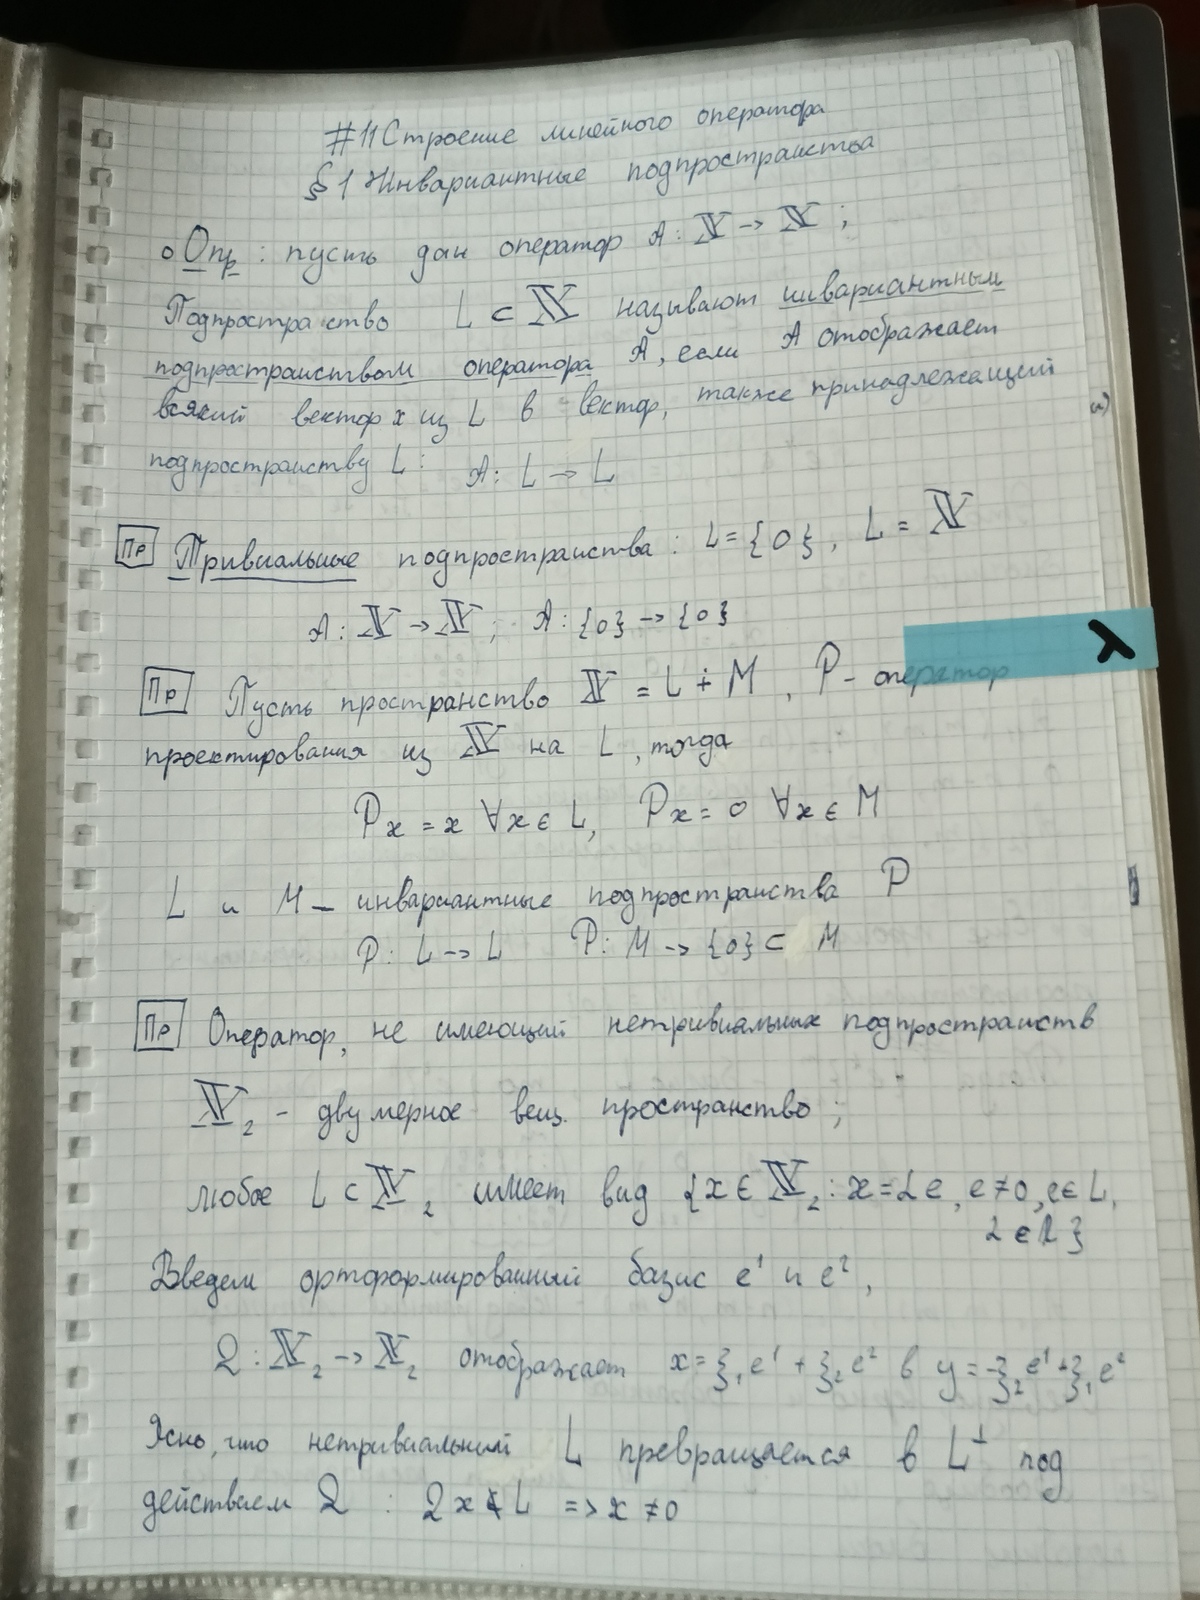 #11 Строение линейного оператора
§1 Инвариантные подпространства
о Опр: пусть дан оператор A: 𝕏 → 𝕏;
Подпространство L ⊂ 𝕏 называют инвариантным
подпространством оператора A, если A отображает
всякий вектор x из L в вектор, также принадлежащий
подпространству L: A: L → L
Пр Тривиальные подпространства: L = {0}, L = 𝕏
A: 𝕏 → 𝕏; A: {0} → {0}
λ
Пр Пусть пространство 𝕏 = L ∔ M, P - оператор
проектирования из 𝕏 на L, тогда
Px = x ∀x ∈ L, Px = 0 ∀x ∈ M
L и M — инвариантные подпространства P
P: L → L P: M → {0} ⊂ M
Пр Оператор, не имеющий нетривиальных подпространств
𝕏₂ - двумерное вещ. пространство;
любое L ⊂ 𝕏₂ имеет вид {x ∈ 𝕏₂: x = αe, e ≠ 0, e ∈ L,
α ∈ R}
Введем ортформированный базис e¹ и e²,
Q: 𝕏₂ → 𝕏₂ отображает x = ξ₁e¹ + ξ₂e² в y = -ξ₂e¹ + ξ₁e²
Ясно, что нетривиальный L превращается в L⊥ под
действием Q: Qx ∉ L => x ≠ 0